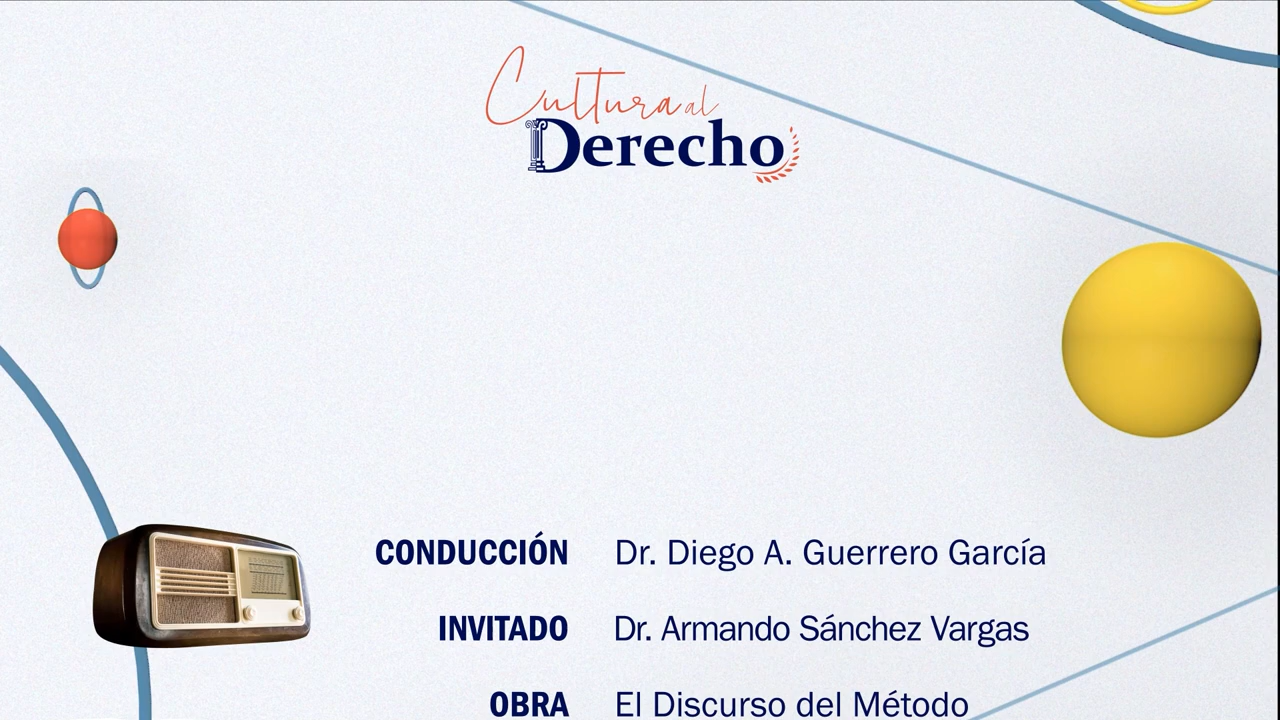 Cultura al
Derecho
CONDUCCIÓN Dr. Diego A. Guerrero García
INVITADO Dr. Armando Sánchez Vargas
OBRA El Discurso del Método